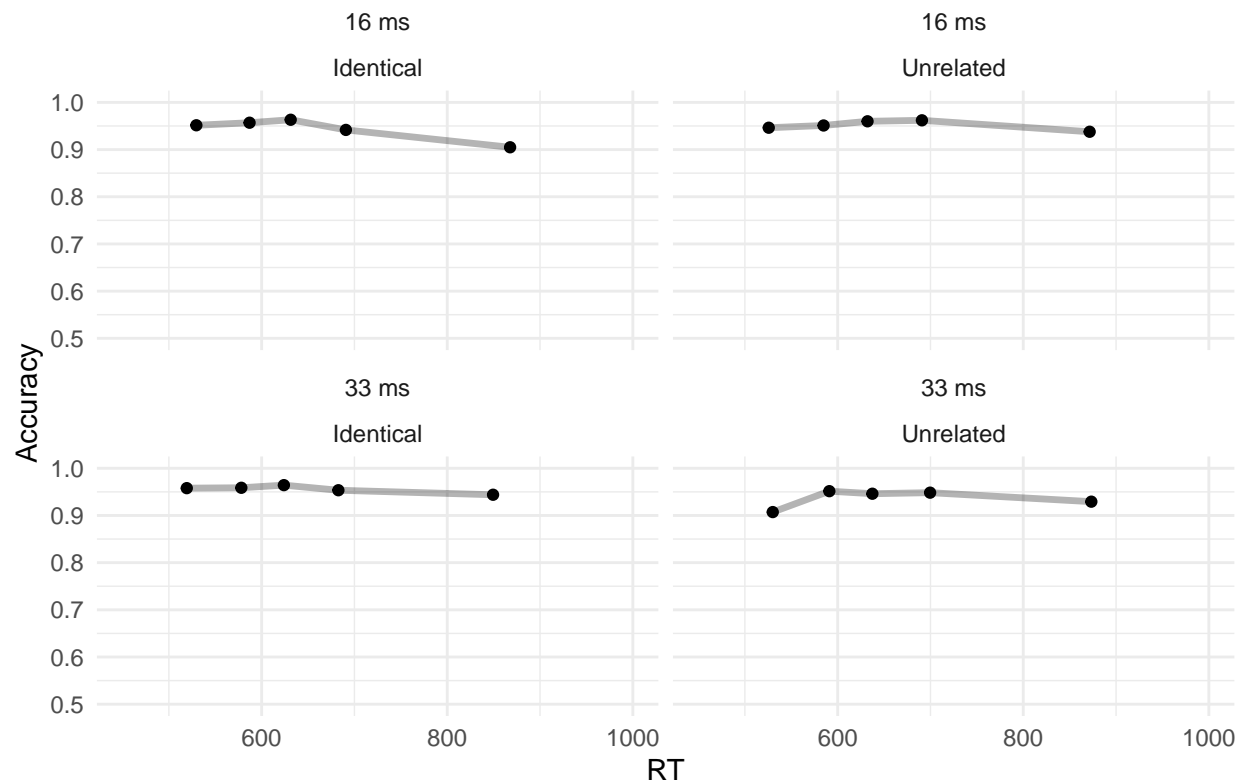 16 ms
Identical
16 ms
Unrelated
1.0
0.9
0.8
0.7
0.6
0.5
33 ms
Identical
33 ms
Unrelated
1.0
0.9
0.8
0.7
0.6
0.5
Accuracy
600 800 1000
600 800 1000
RT